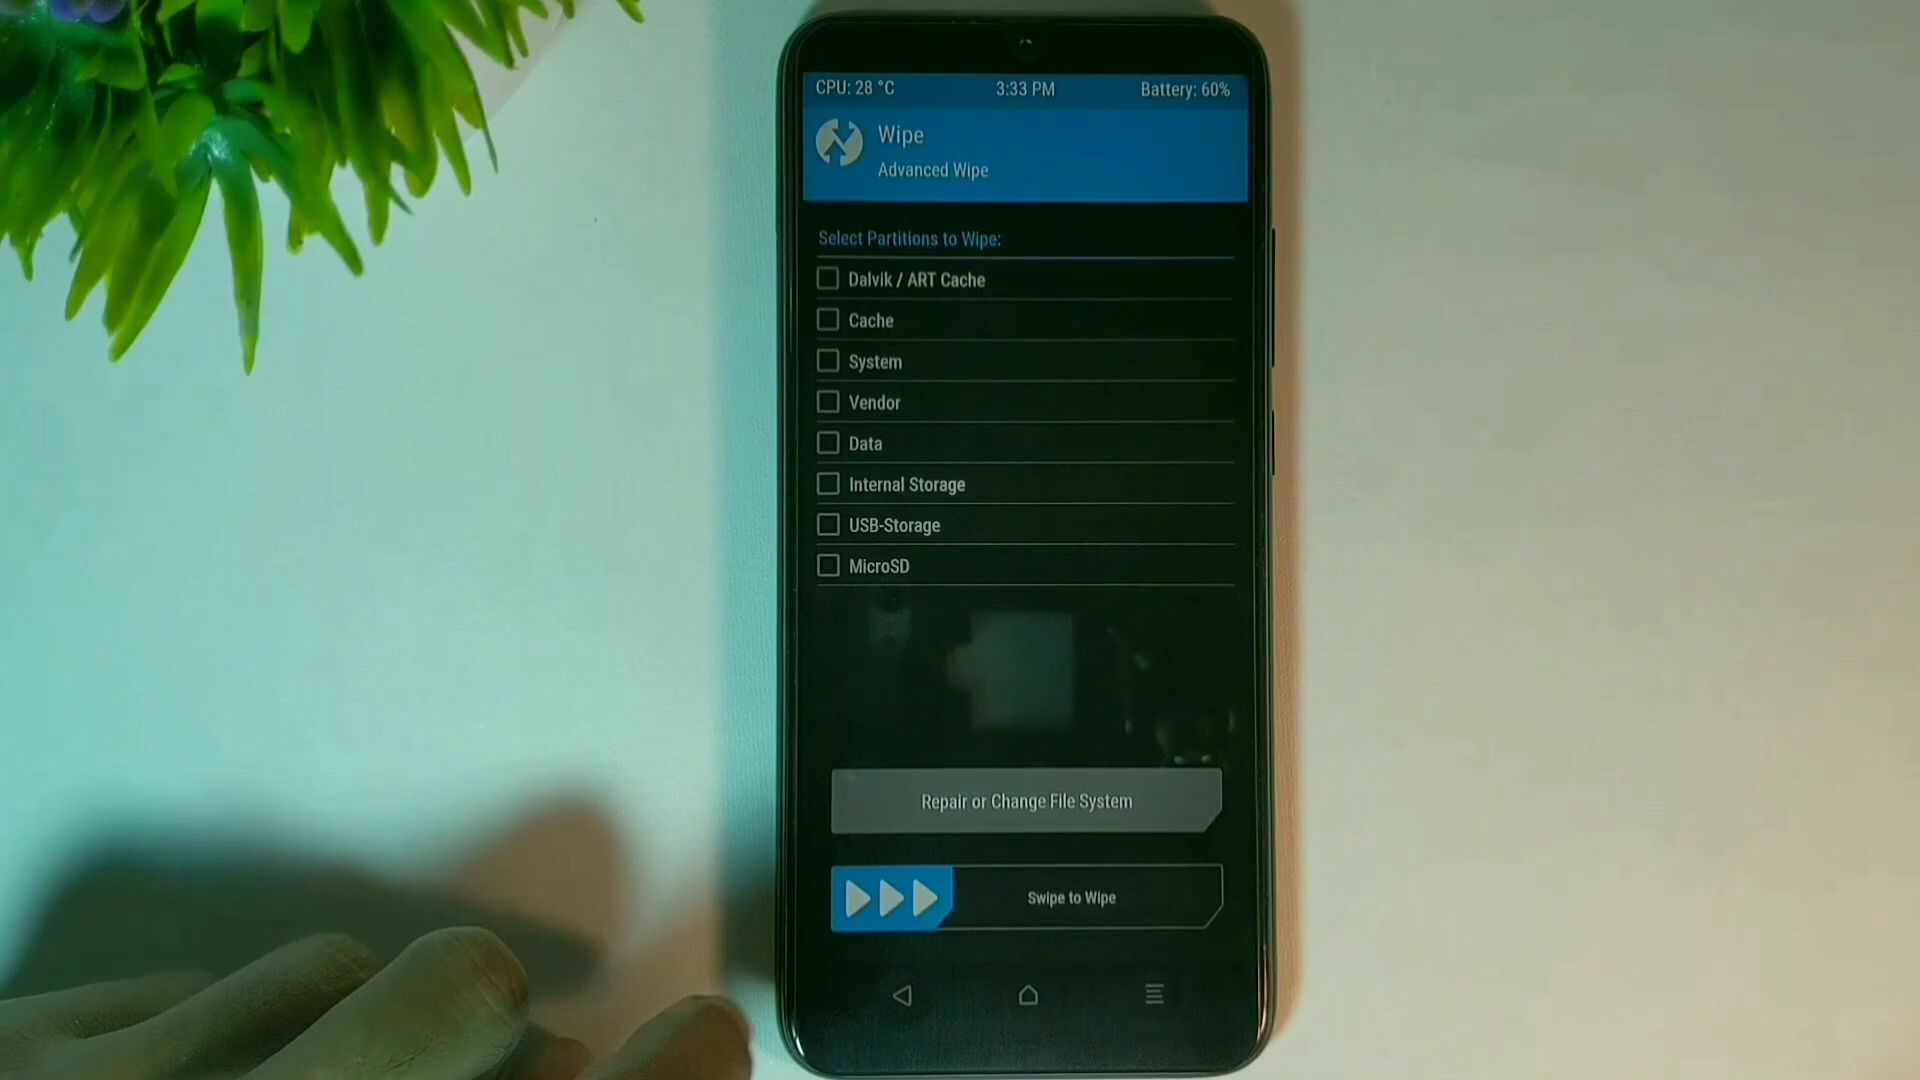 CPU: 28 °C 3:33 PM Battery: 60%
Wipe
Advanced Wipe
Select Partitions to Wipe:
Dalvik / ART Cache
Cache
System
Vendor
Data
Internal Storage
USB-Storage
MicroSD
Repair or Change File System
Swipe to Wipe